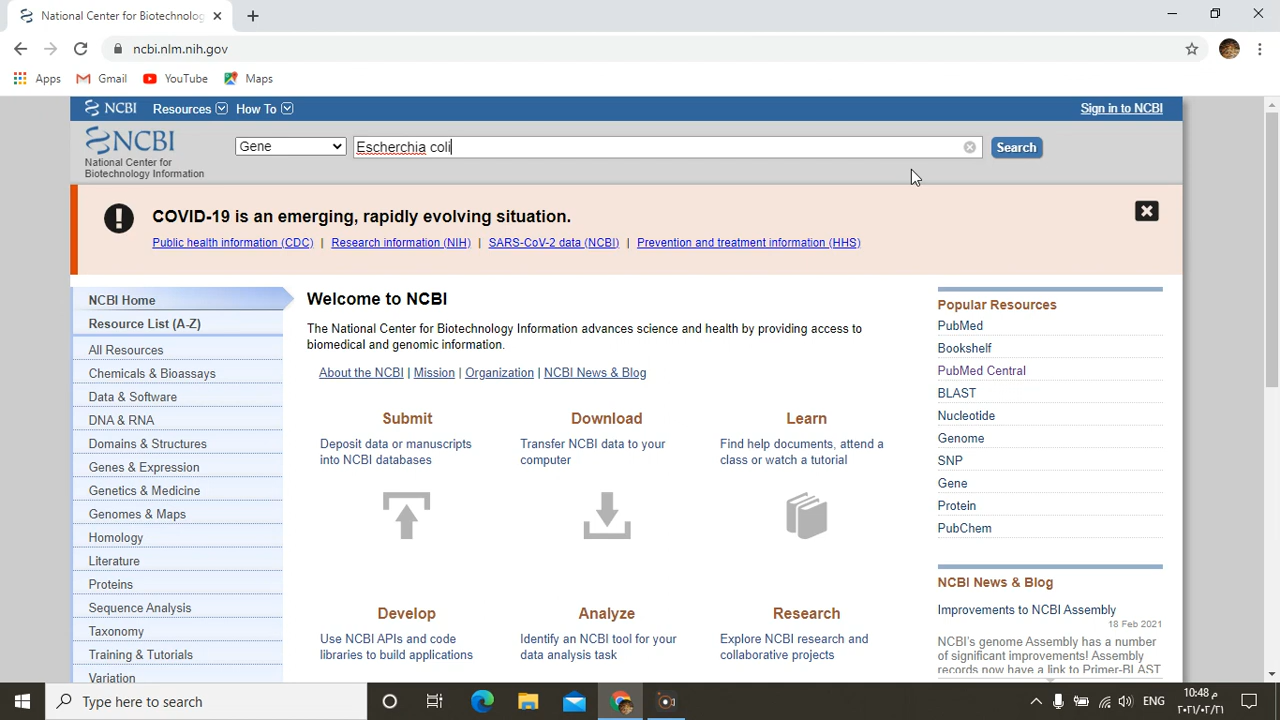 National Center for Biotechnolog
ncbi.nlm.nih.gov
Apps Gmail YouTube Maps
NCBI Resources How To Sign in to NCBI
NCBI
National Center for
Biotechnology Information
Gene
Escherchia coli
Search
COVID-19 is an emerging, rapidly evolving situation.
Public health information (CDC) | Research information (NIH) | SARS-CoV-2 data (NCBI) | Prevention and treatment information (HHS)
NCBI Home
Resource List (A-Z)
All Resources
Chemicals & Bioassays
Data & Software
DNA & RNA
Domains & Structures
Genes & Expression
Genetics & Medicine
Genomes & Maps
Homology
Literature
Proteins
Sequence Analysis
Taxonomy
Training & Tutorials
Variation
Welcome to NCBI
The National Center for Biotechnology Information advances science and health by providing access to
biomedical and genomic information.
About the NCBI | Mission | Organization | NCBI News & Blog
Submit
Deposit data or manuscripts
into NCBI databases
Download
Transfer NCBI data to your
computer
Learn
Find help documents, attend a
class or watch a tutorial
Develop
Use NCBI APIs and code
libraries to build applications
Analyze
Identify an NCBI tool for your
data analysis task
Research
Explore NCBI research and
collaborative projects
Popular Resources
PubMed
Bookshelf
PubMed Central
BLAST
Nucleotide
Genome
SNP
Gene
Protein
PubChem
NCBI News & Blog
Improvements to NCBI Assembly
18 Feb 2021
NCBI's genome Assembly has a number
of significant improvements! Assembly
records now have a link to Primer-BLAST
Type here to search
ENG
10:48 م
٢٠٢١/٠٢/٢١